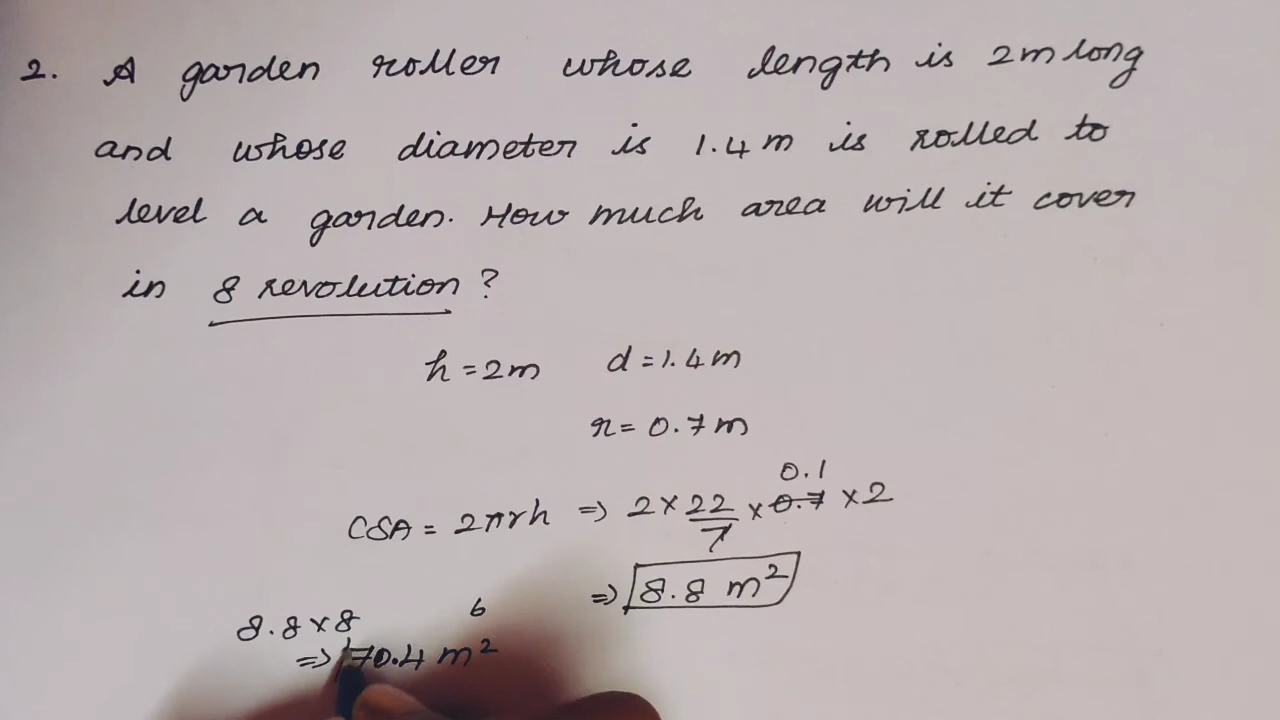 2. A garden roller whose length is 2m long
and whose diameter is 1.4 m is rolled to
level a garden. How much area will it cover
in 8 revolution?
h = 2m d = 1.4 m
r = 0.7 m
0.1
CSA = 2πrh ⇒ 2 × 22/7 × 0.7 × 2
⇒ 8.8 m²
8.8 × 8 6
⇒ 70.4 m²